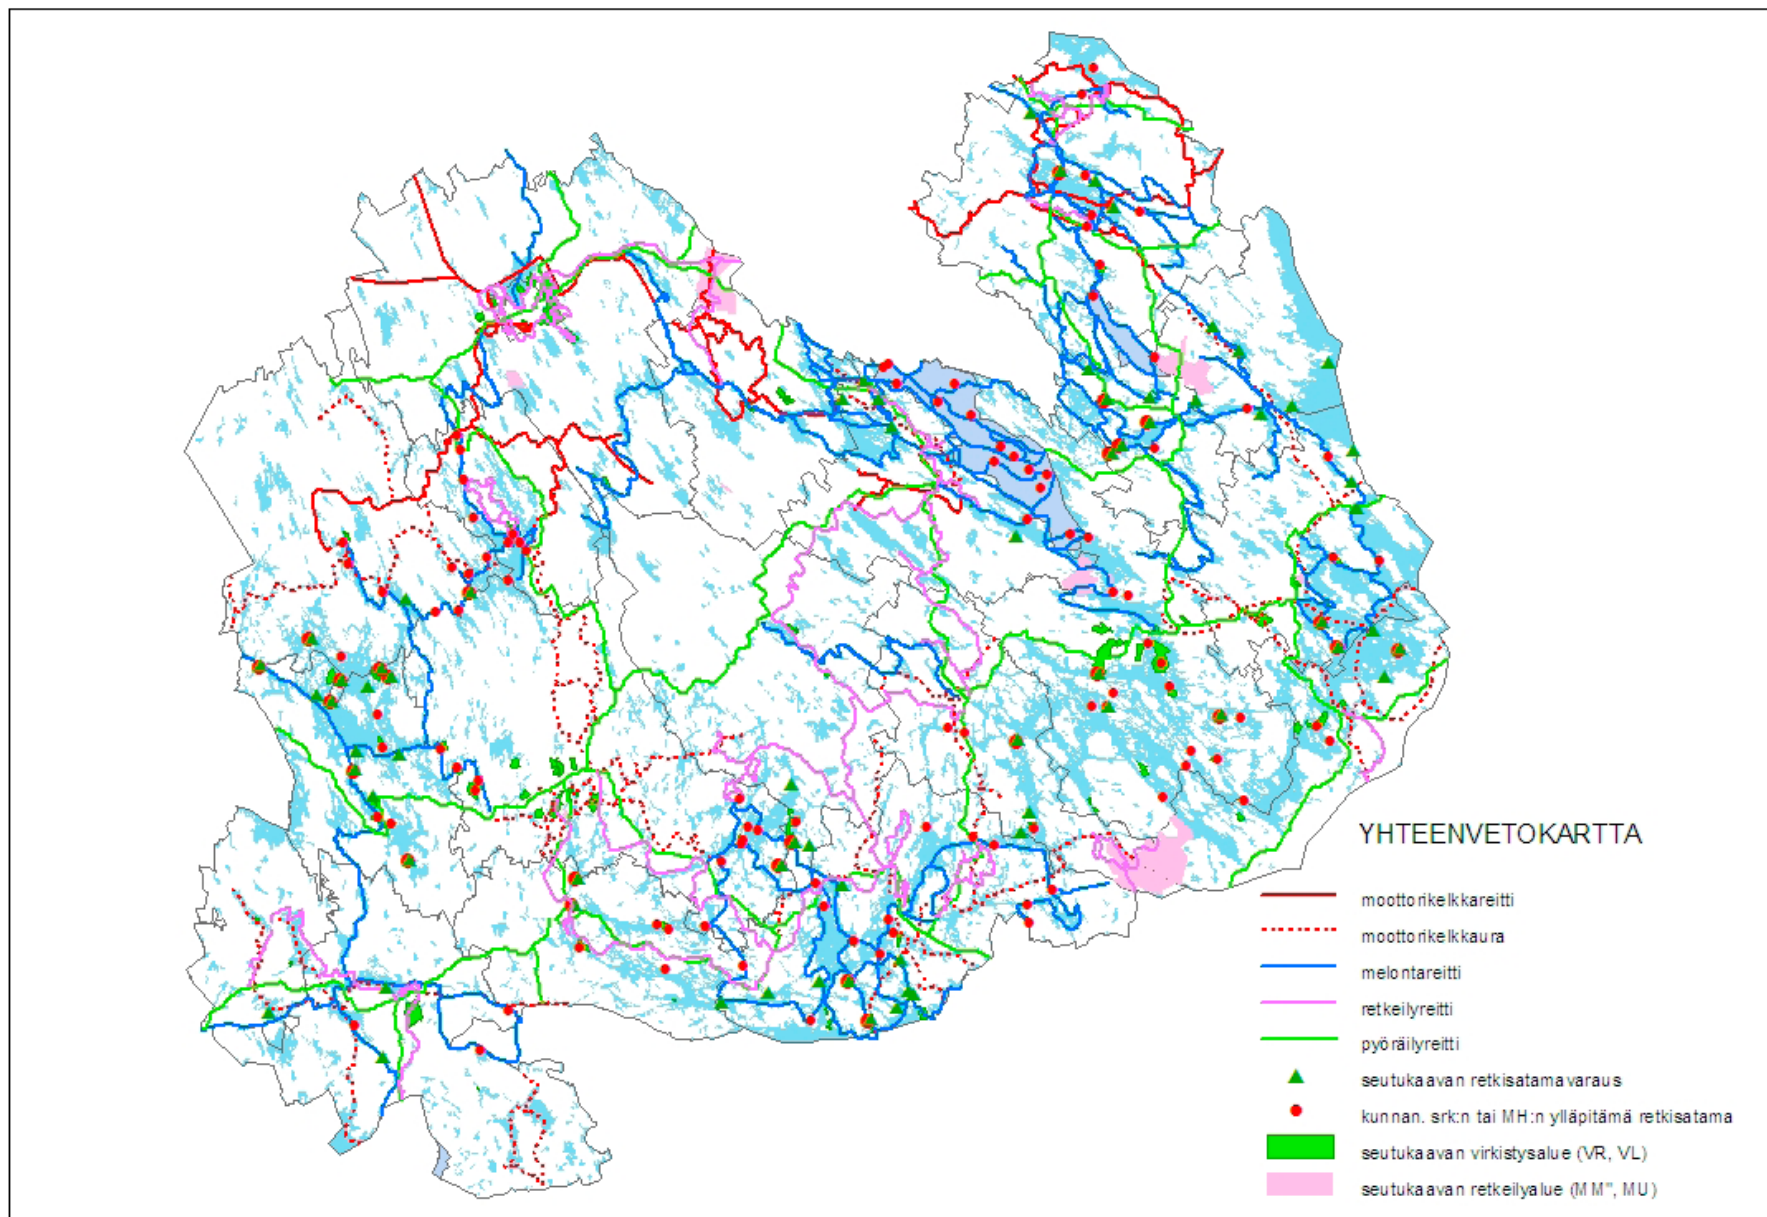 YHTEENVETOKARTTA
moottorikelkkareitti
moottorikelkkaura
melontareitti
retkeilyreitti
pyöräilyreitti
seutukaavan retkisatamavaraus
kunnan. srk:n tai MH:n ylläpitämä retkisatama
seutukaavan virkistysalue (VR, VL)
seutukaavan retkeilyalue (MM", MU)